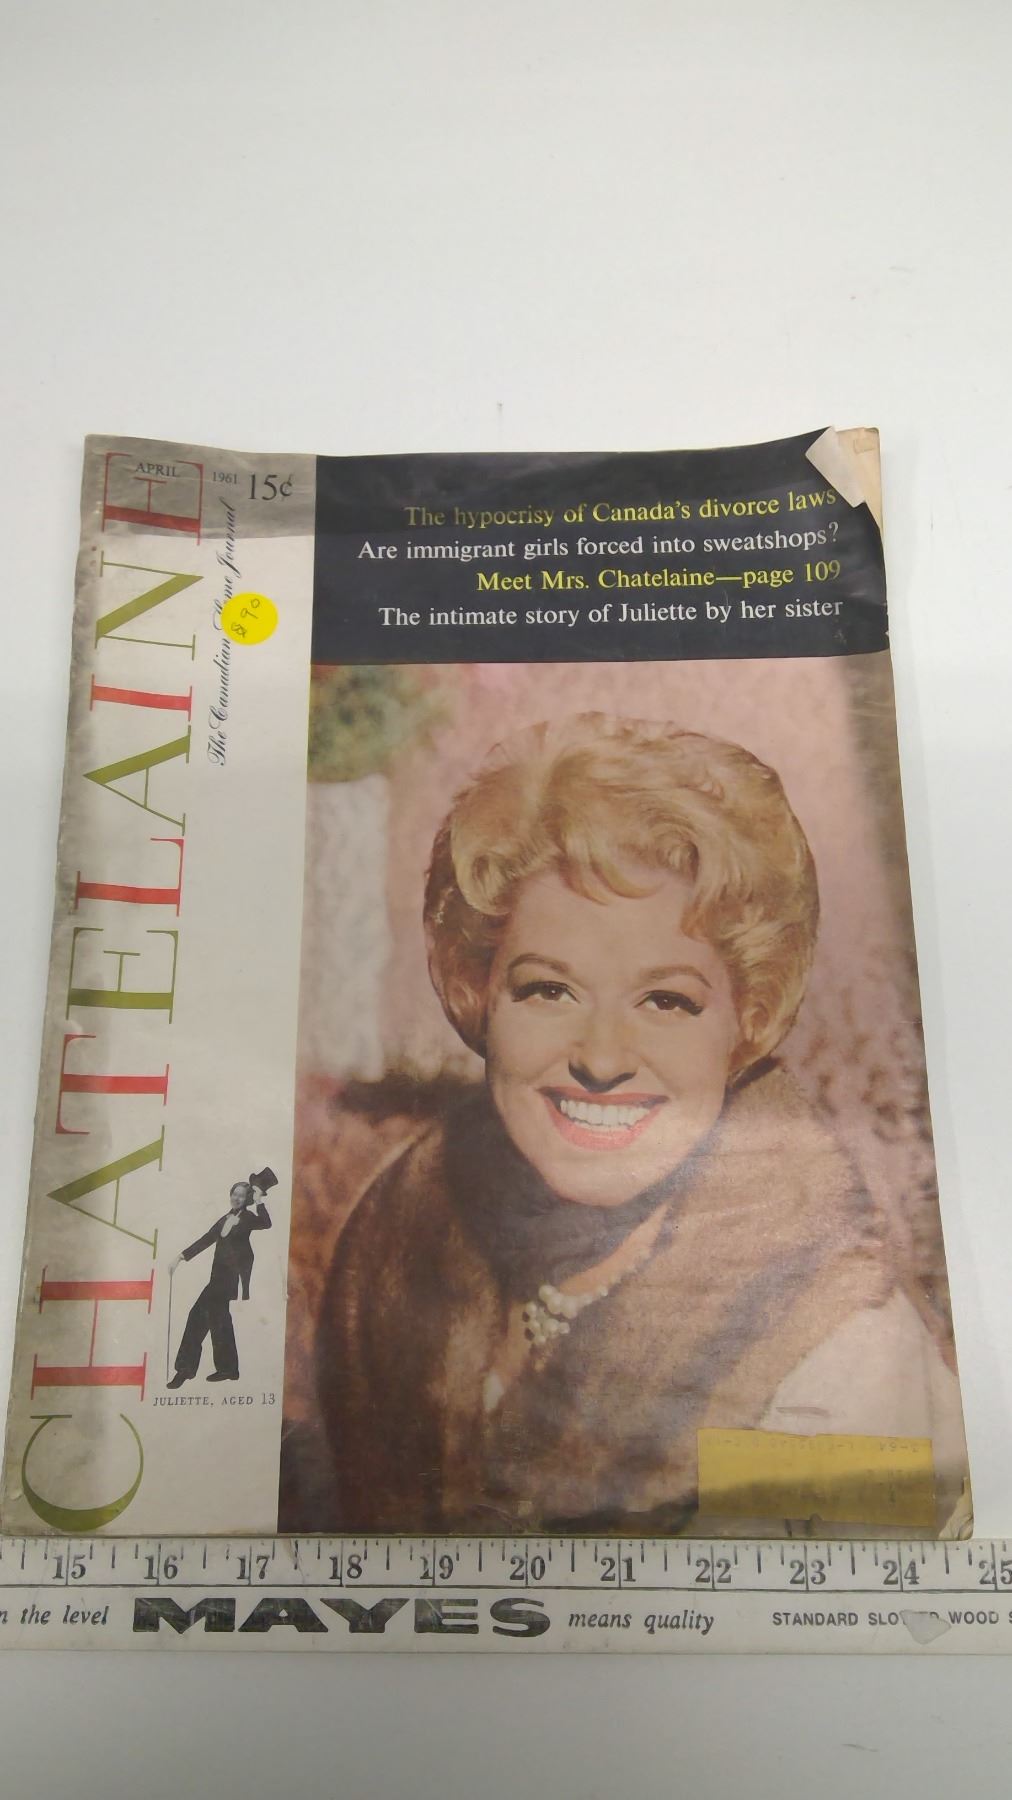 CHATELAINE
APRIL 1961 15¢
The Canadian Home Journal
90
The hypocrisy of Canada's divorce laws
Are immigrant girls forced into sweatshops?
Meet Mrs. Chatelaine—page 109
The intimate story of Juliette by her sister
JULIETTE, AGED 13
15 16 17 18 19 20 21 22 23 24 25
the level MAYES means quality STANDARD WOOD